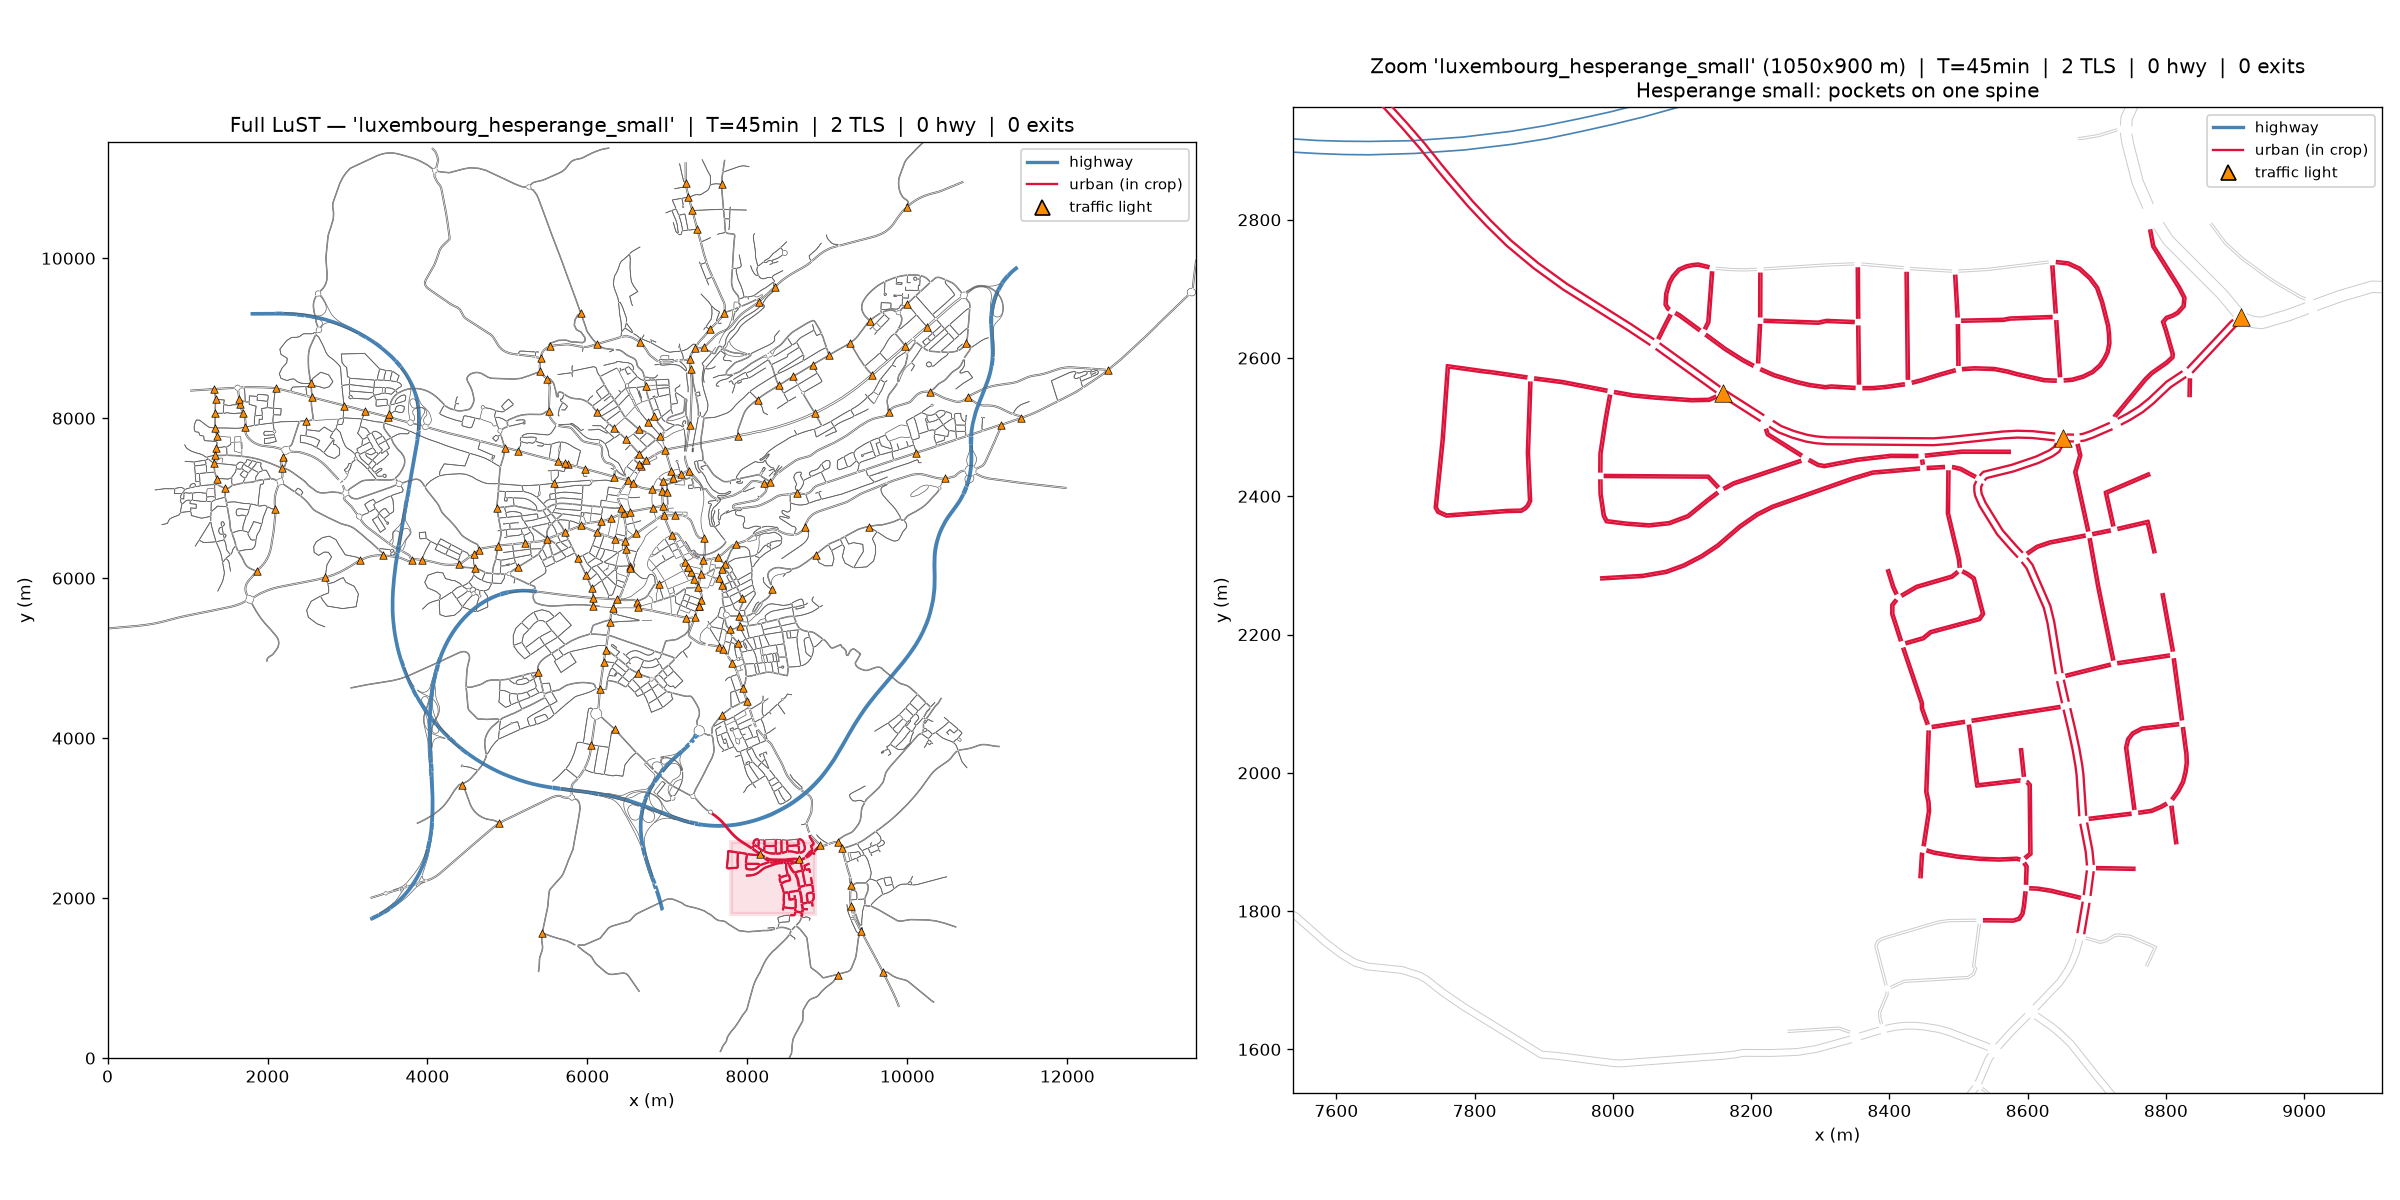 Full LuST — 'luxembourg_hesperange_small'  |  T=45min  |  2 TLS  |  0 hwy  |  0 exits
highway
urban (in crop)
traffic light
10000
8000
6000
4000
2000
0
y (m)
0 2000 4000 6000 8000 10000 12000
x (m)
Zoom 'luxembourg_hesperange_small' (1050x900 m)  |  T=45min  |  2 TLS  |  0 hwy  |  0 exits
Hesperange small: pockets on one spine
highway
urban (in crop)
traffic light
2800
2600
2400
2200
2000
1800
1600
y (m)
7600 7800 8000 8200 8400 8600 8800 9000
x (m)